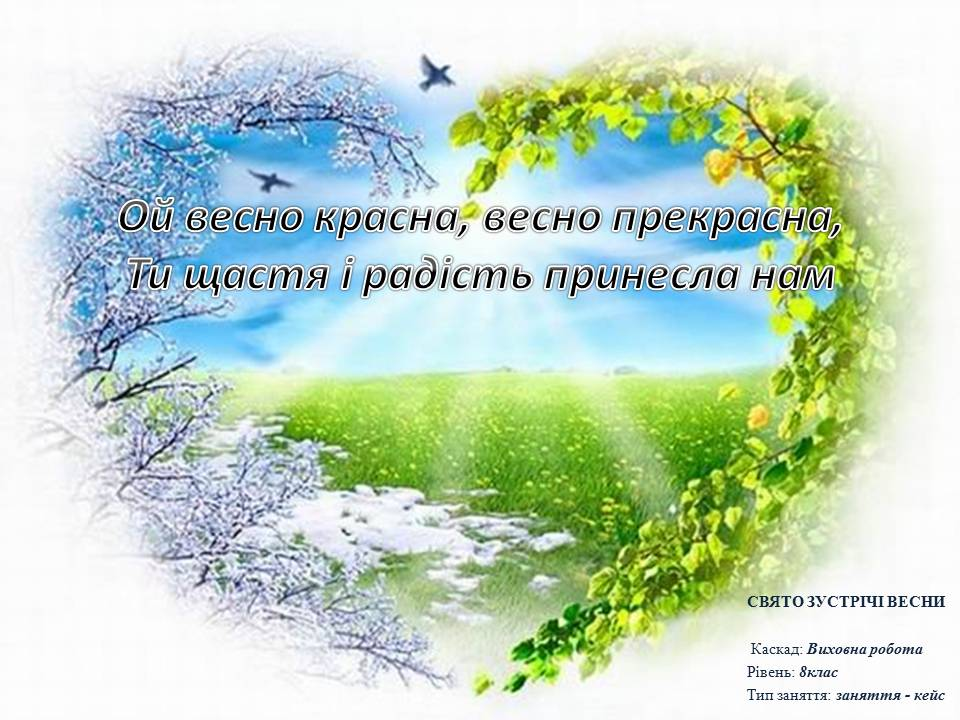 Ой весно красна, весно прекрасна,
Ти щастя і радість принесла нам
СВЯТО ЗУСТРІЧІ ВЕСНИ
Каскад: Виховна робота
Рівень: 8клас
Тип заняття: заняття - кейс